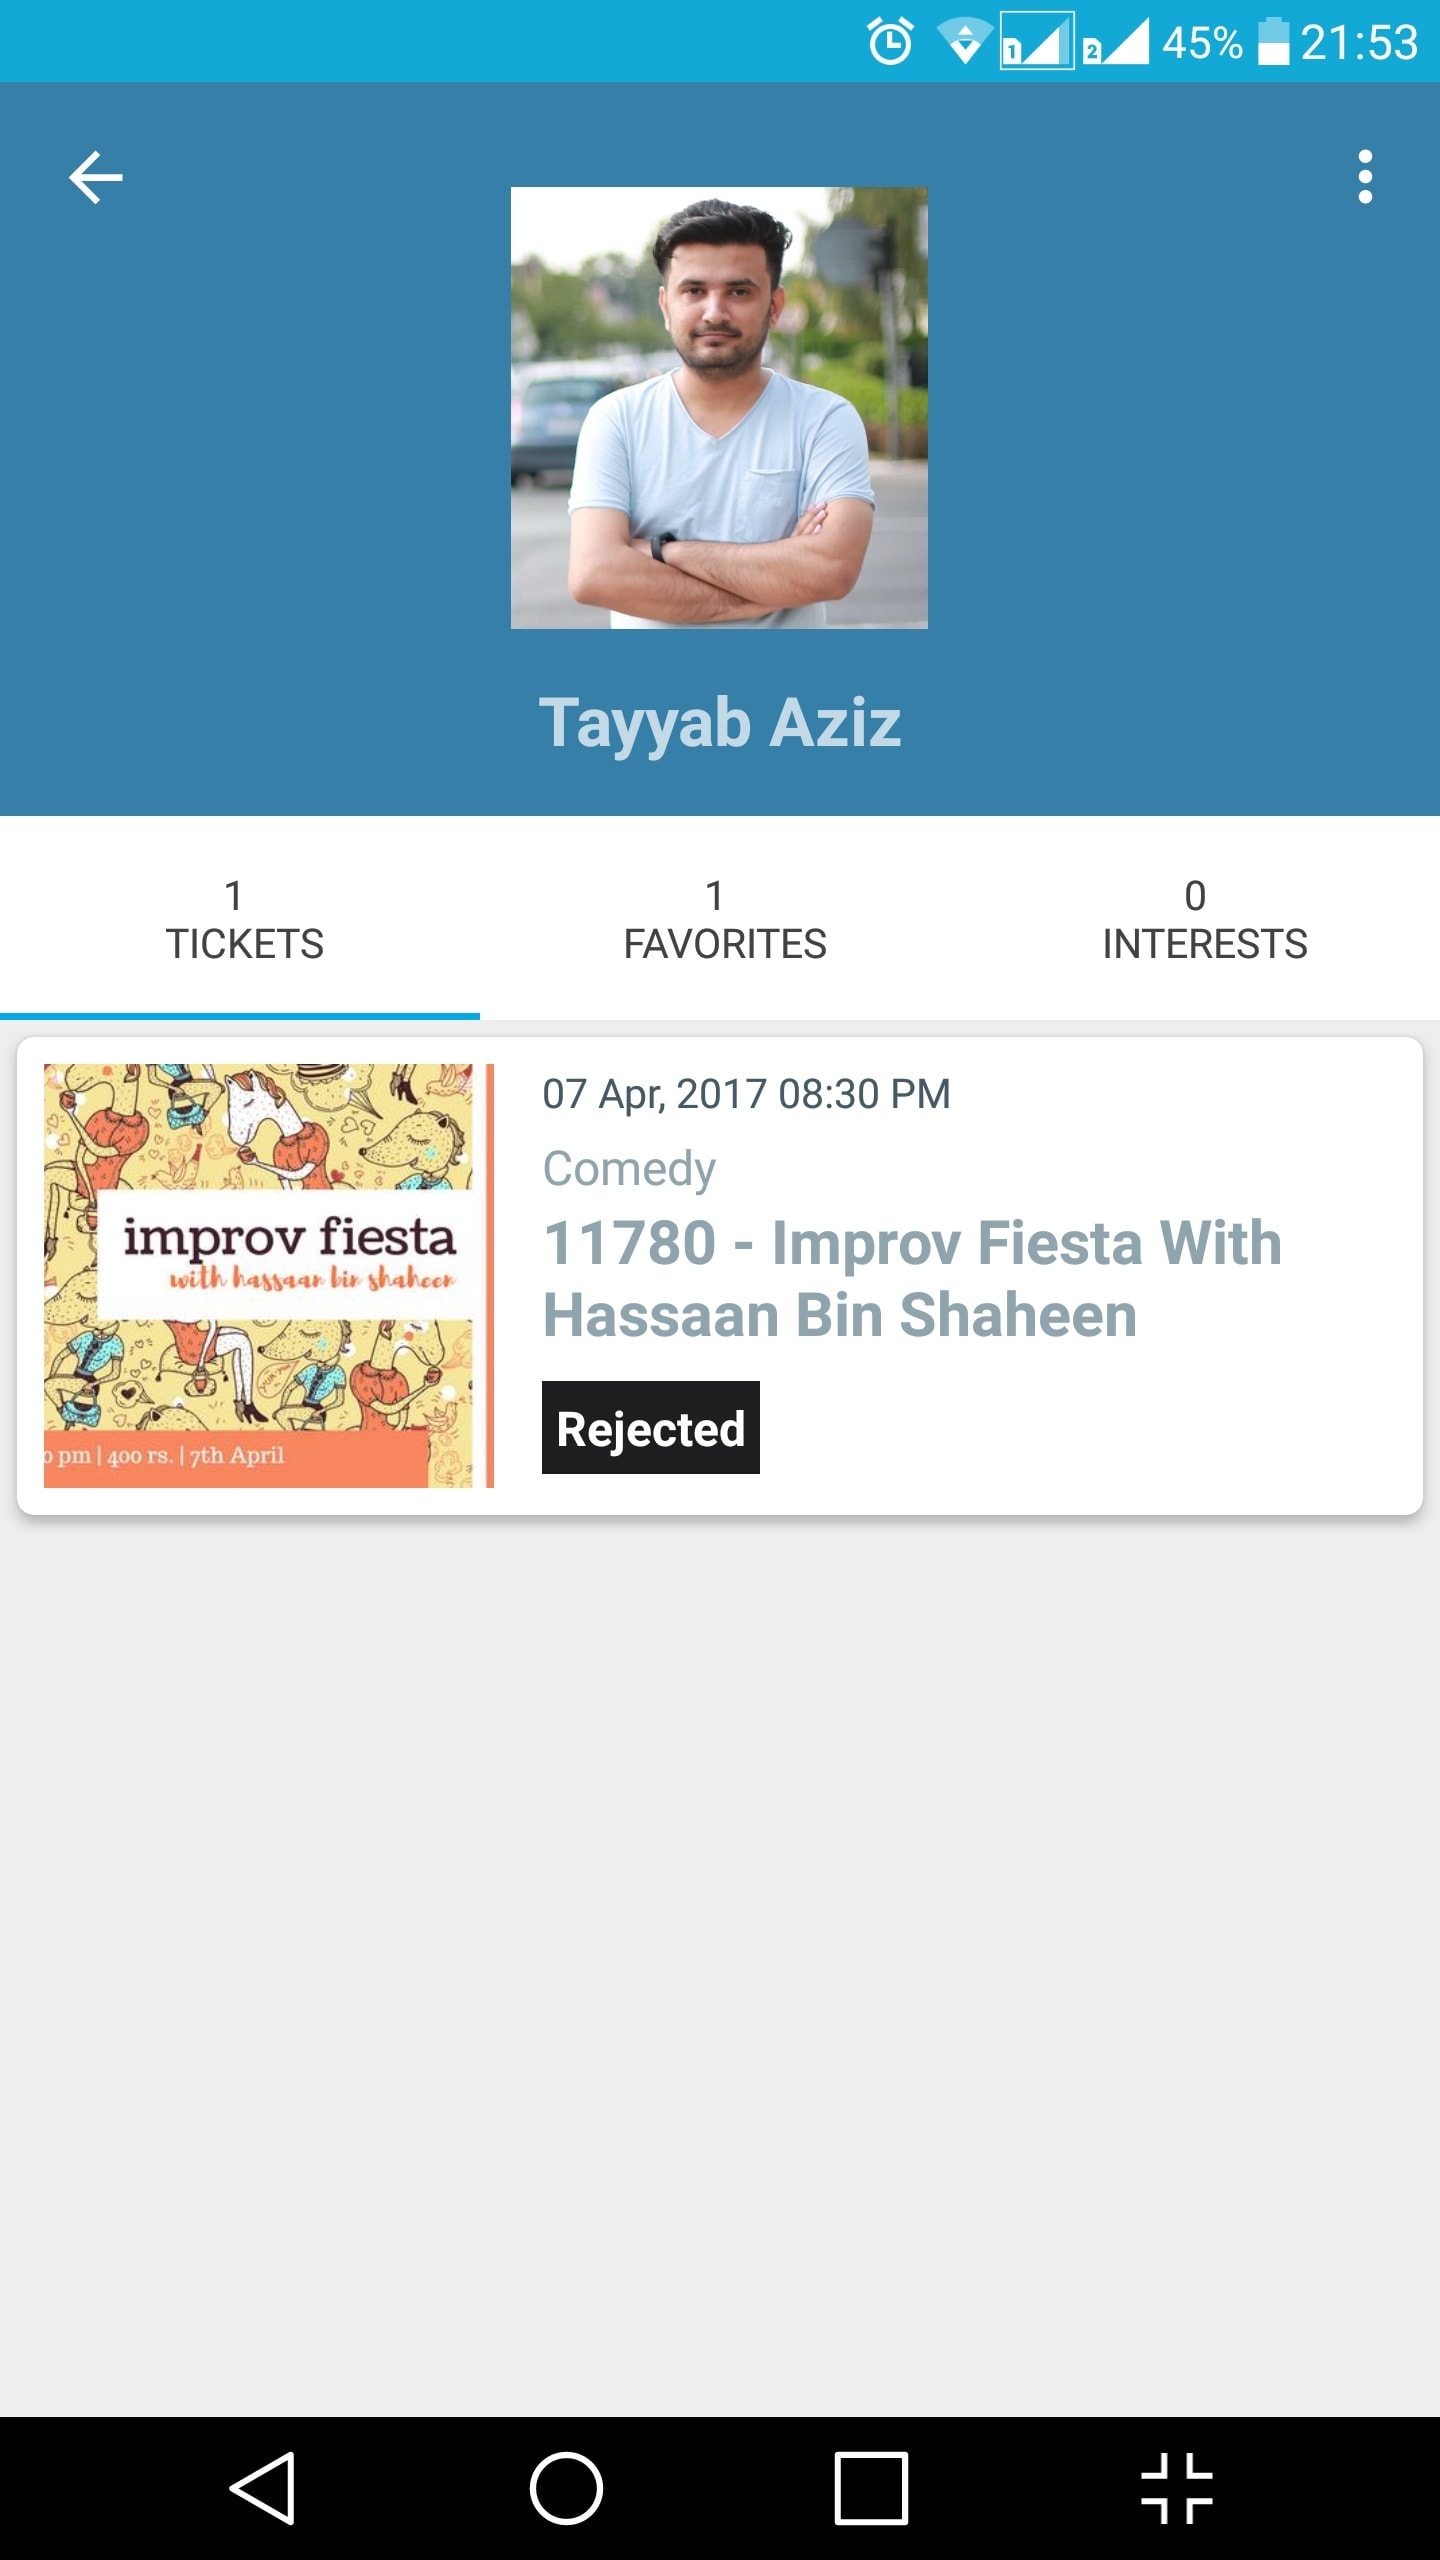 45% 21:53
Tayyab Aziz
1
TICKETS
1
FAVORITES
0
INTERESTS
improv fiesta
with hassaan bin shaheen
pm | 400 rs. | 7th April
07 Apr, 2017 08:30 PM
Comedy
11780 - Improv Fiesta With
Hassaan Bin Shaheen
Rejected